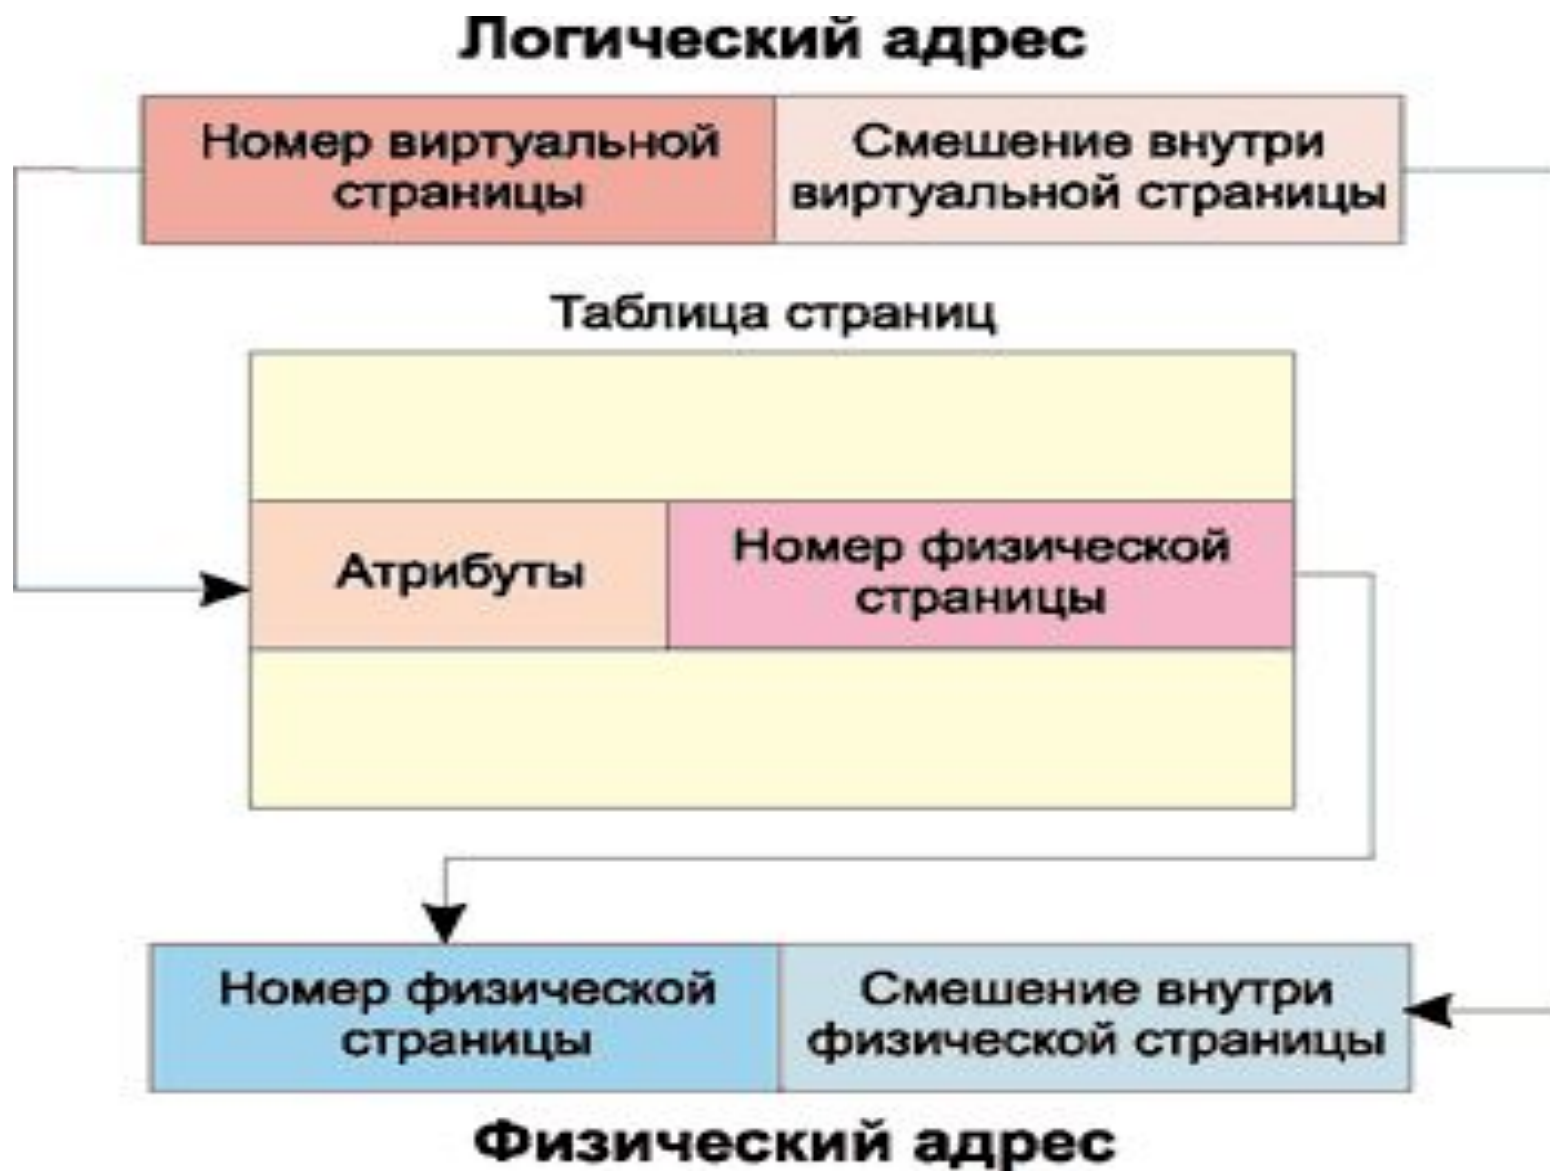 Логический адрес
Номер виртуальной
страницы
Смешение внутри
виртуальной страницы
Таблица страниц
Атрибуты
Номер физической
страницы
Номер физической
страницы
Смешение внутри
физической страницы
Физический адрес